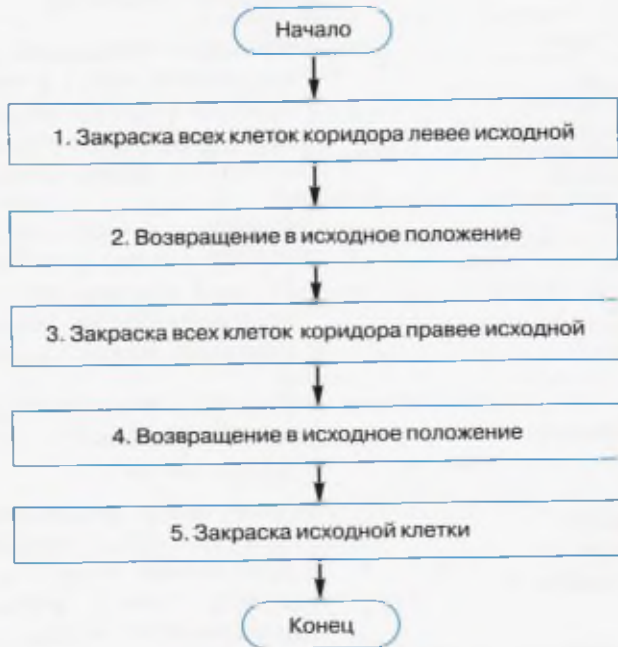 Начало
1. Закраска всех клеток коридора левее исходной
2. Возвращение в исходное положение
3. Закраска всех клеток коридора правее исходной
4. Возвращение в исходное положение
5. Закраска исходной клетки
Конец